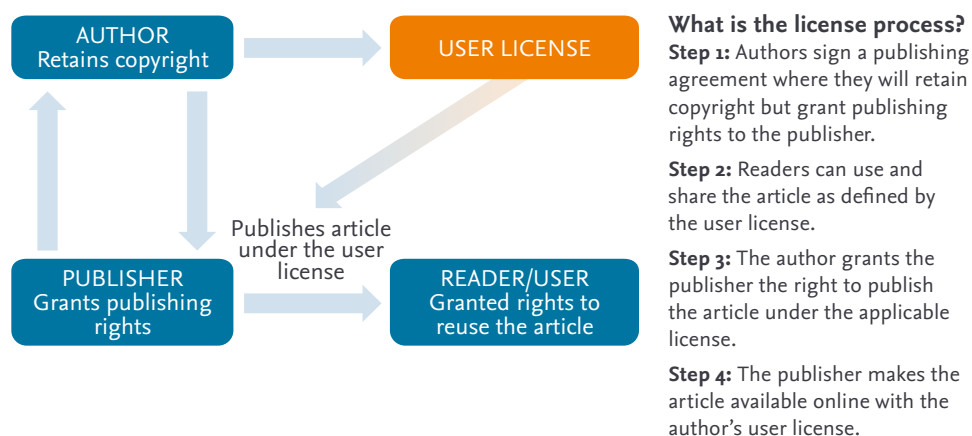 AUTHOR
Retains copyright
USER LICENSE
Publishes article
under the user
license
PUBLISHER
Grants publishing
rights
READER/USER
Granted rights to
reuse the article
What is the license process?
Step 1: Authors sign a publishing
agreement where they will retain
copyright but grant publishing
rights to the publisher.
Step 2: Readers can use and
share the article as defined by
the user license.
Step 3: The author grants the
publisher the right to publish
the article under the applicable
license.
Step 4: The publisher makes the
article available online with the
author’s user license.